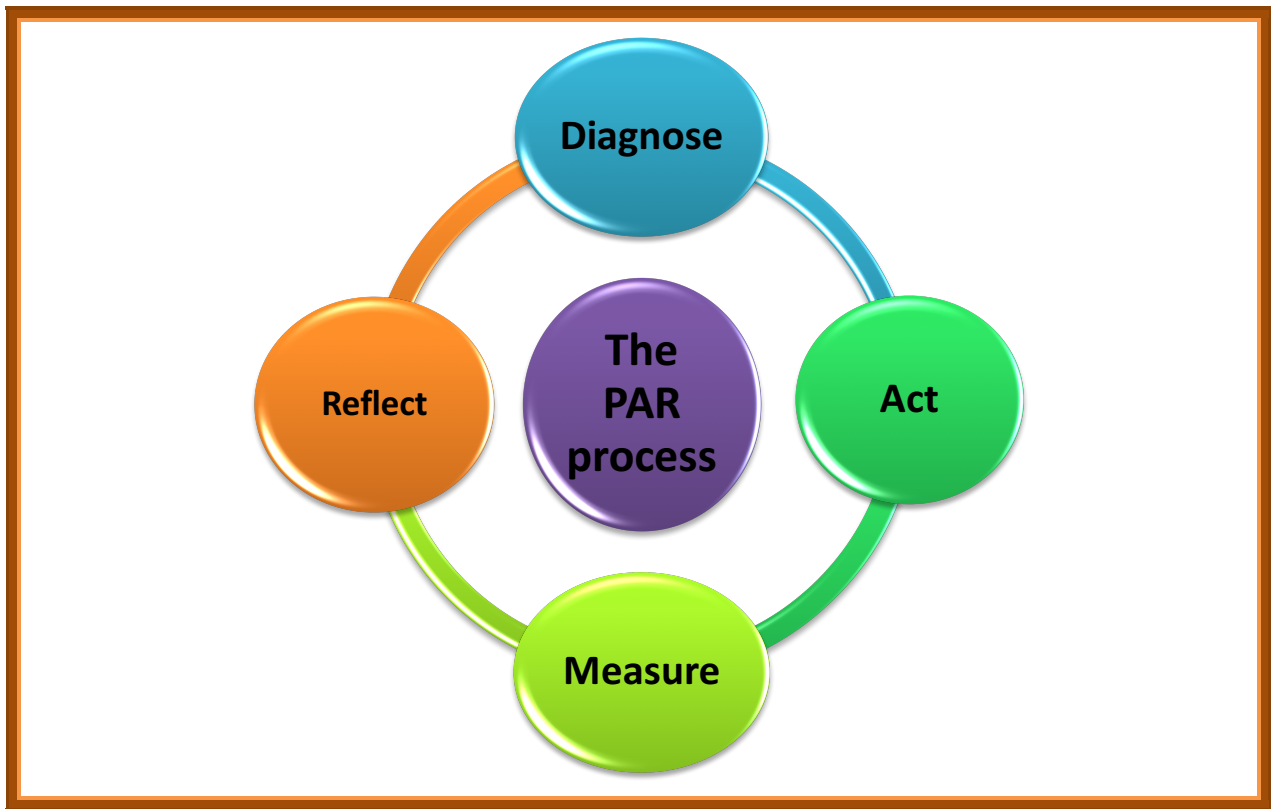 Diagnose
Reflect
The
PAR
process
Act
Measure